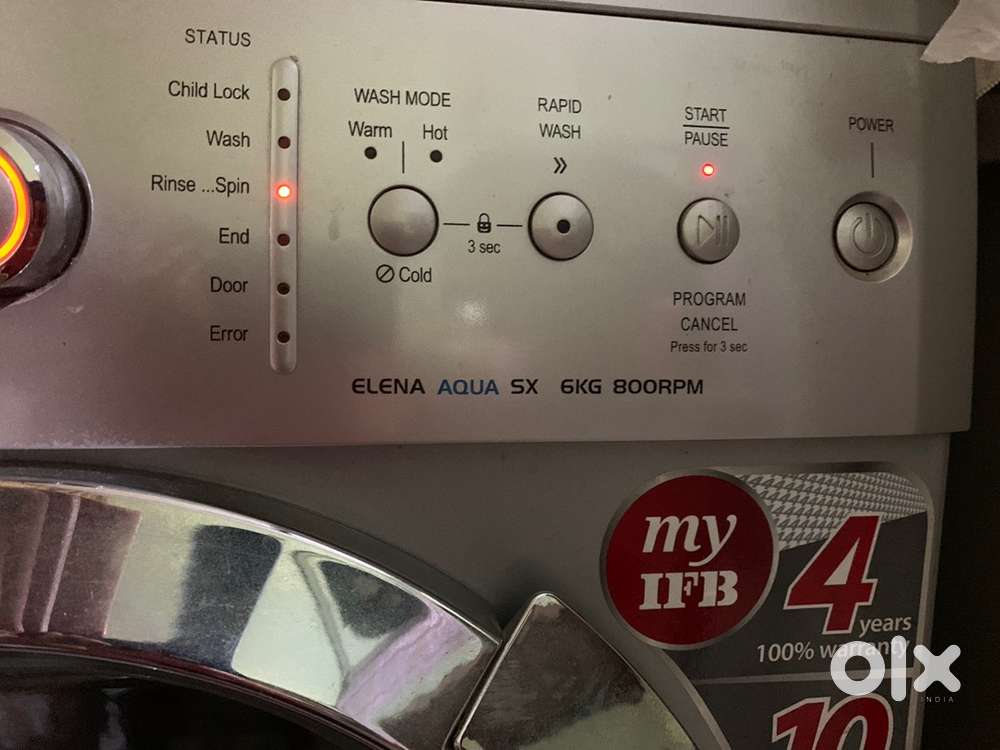 STATUS
Child Lock
Wash
Rinse ...Spin
End
Door
Error
WASH MODE
Warm Hot
Cold
3 sec
RAPID
WASH
START
PAUSE
PROGRAM
CANCEL
Press for 3 sec
POWER
ELENA AQUA SX 6KG 800RPM
my
IFB
4
years
100% warranty
10
olx
INDIA